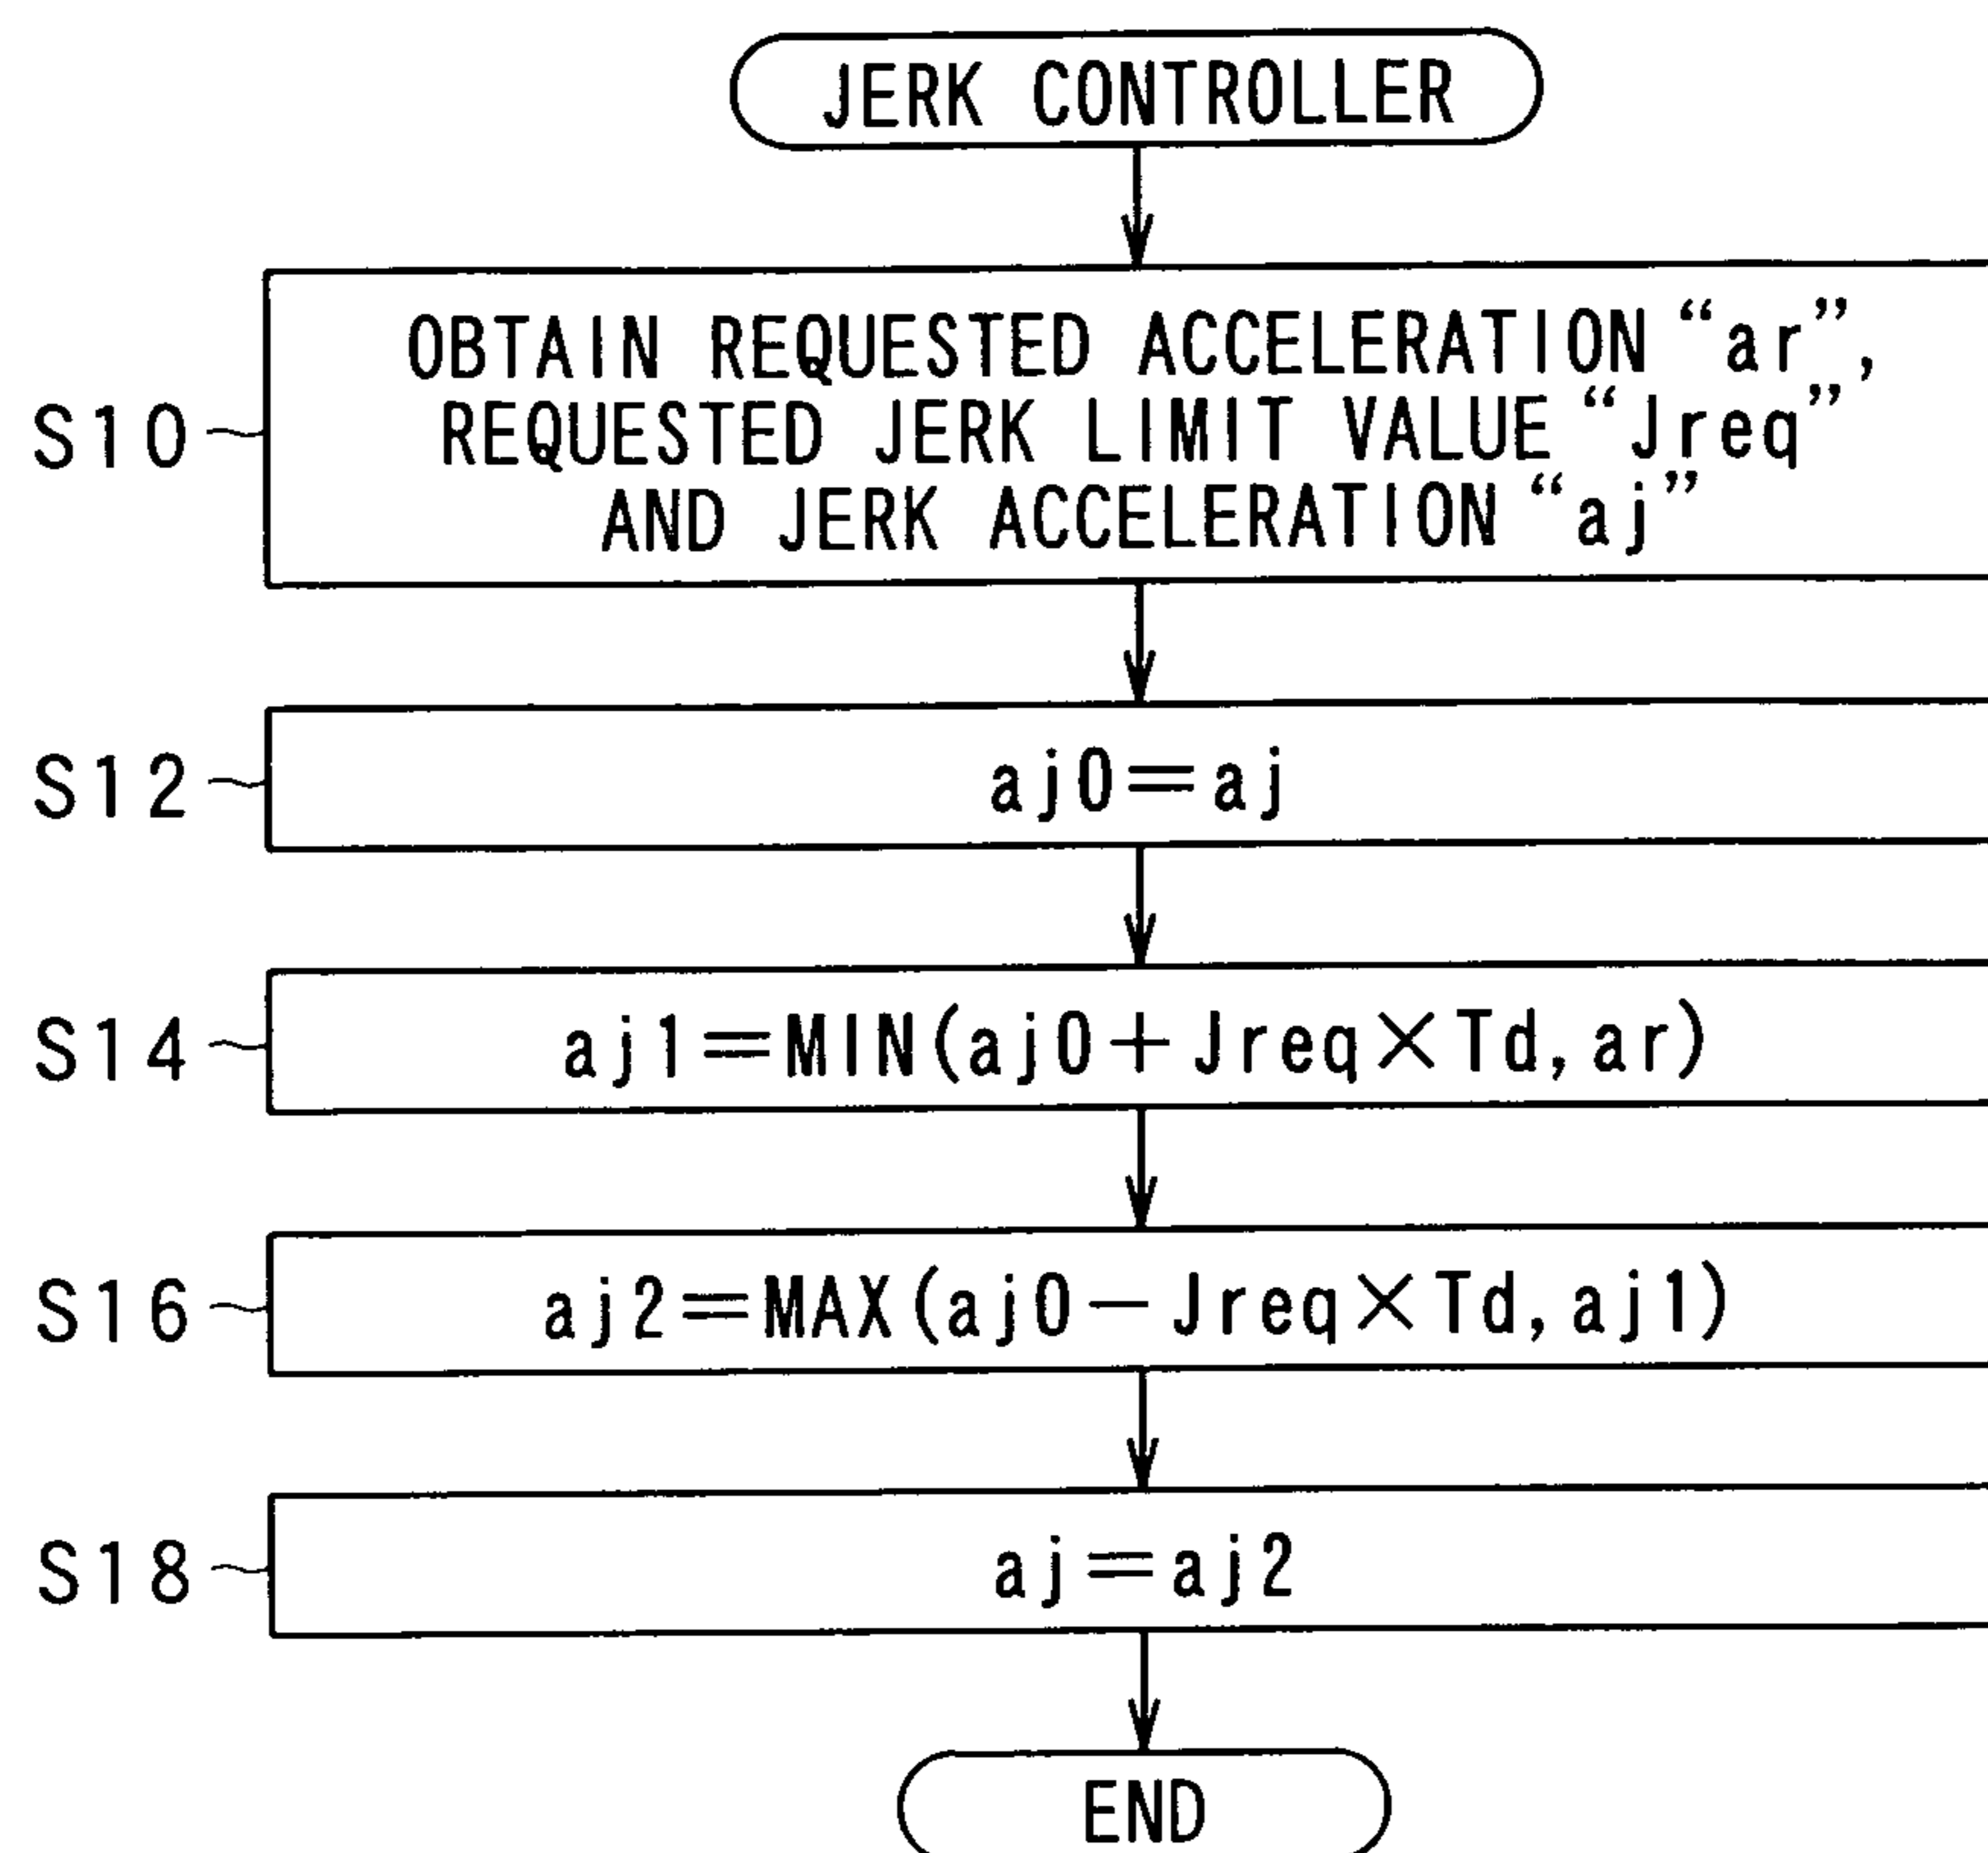 JERK CONTROLLER
OBTAIN REQUESTED ACCELERATION “ar”,
REQUESTED JERK LIMIT VALUE “Jreq”
AND JERK ACCELERATION “aj”
S10
aj0=aj
S12
aj1=MIN(aj0+Jreq×Td,ar)
S14
aj2=MAX(aj0-Jreq×Td,aj1)
S16
aj=aj2
S18
END